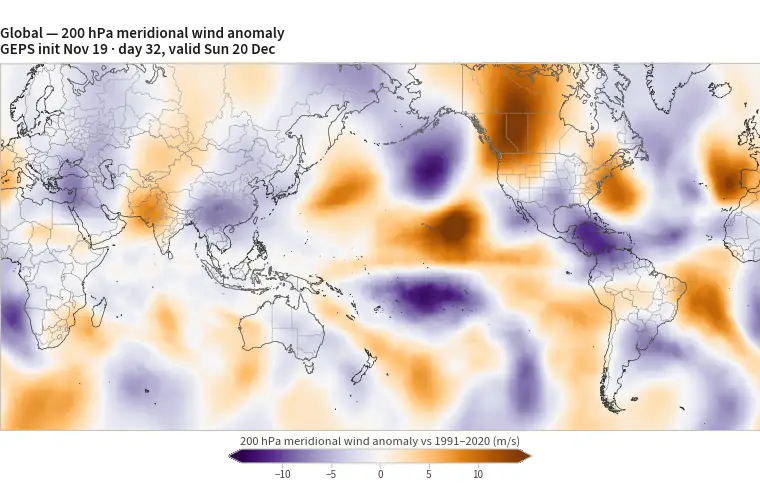 Global — 200 hPa meridional wind anomaly
GEPS init Nov 19 · day 32, valid Sun 20 Dec
200 hPa meridional wind anomaly vs 1991–2020 (m/s)
−10 −5 0 5 10